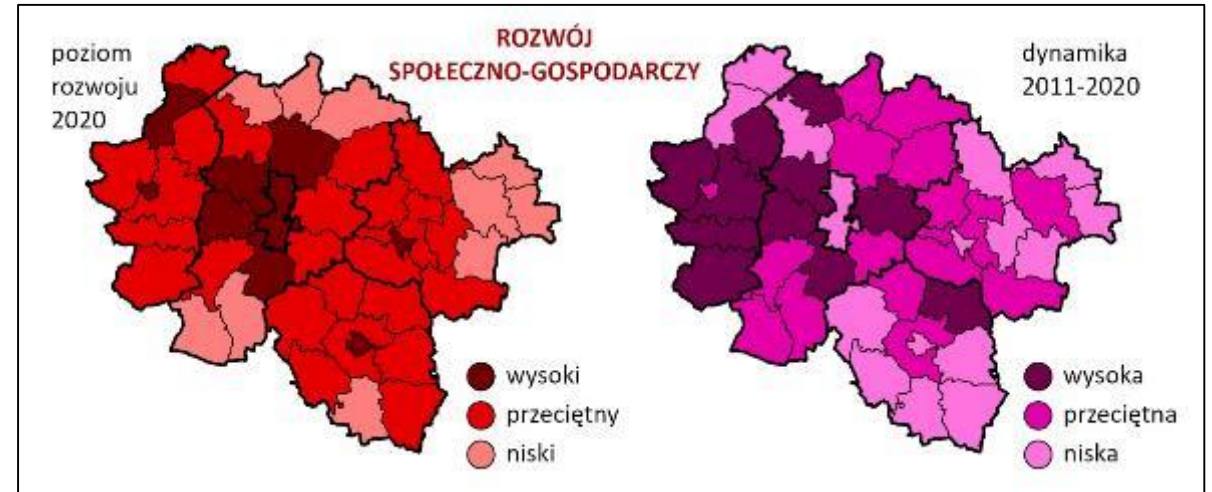 ROZWÓJ
SPOŁECZNO-GOSPODARCZY
poziom
rozwoju
2020
wysoki
przeciętny
niski
dynamika
2011-2020
wysoka
przeciętna
niska